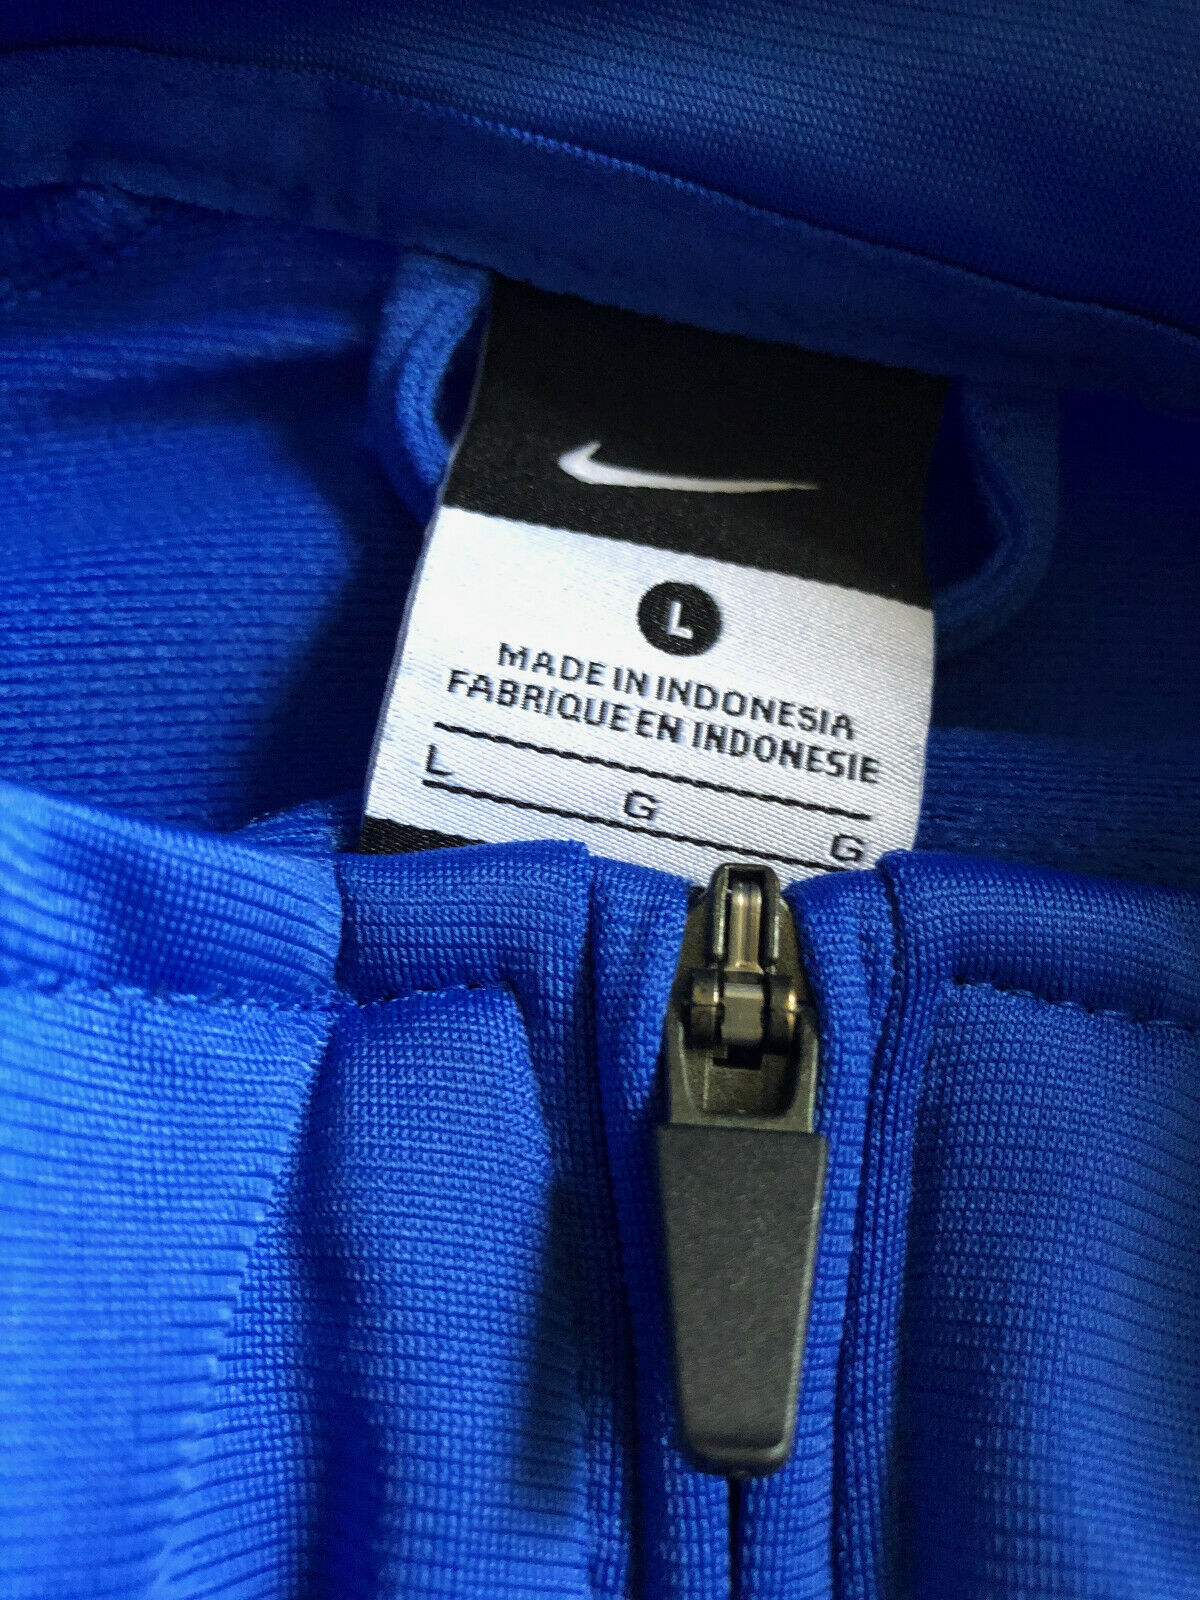 L
MADE IN INDONESIA
FABRIQUE EN INDONESIE
L G G